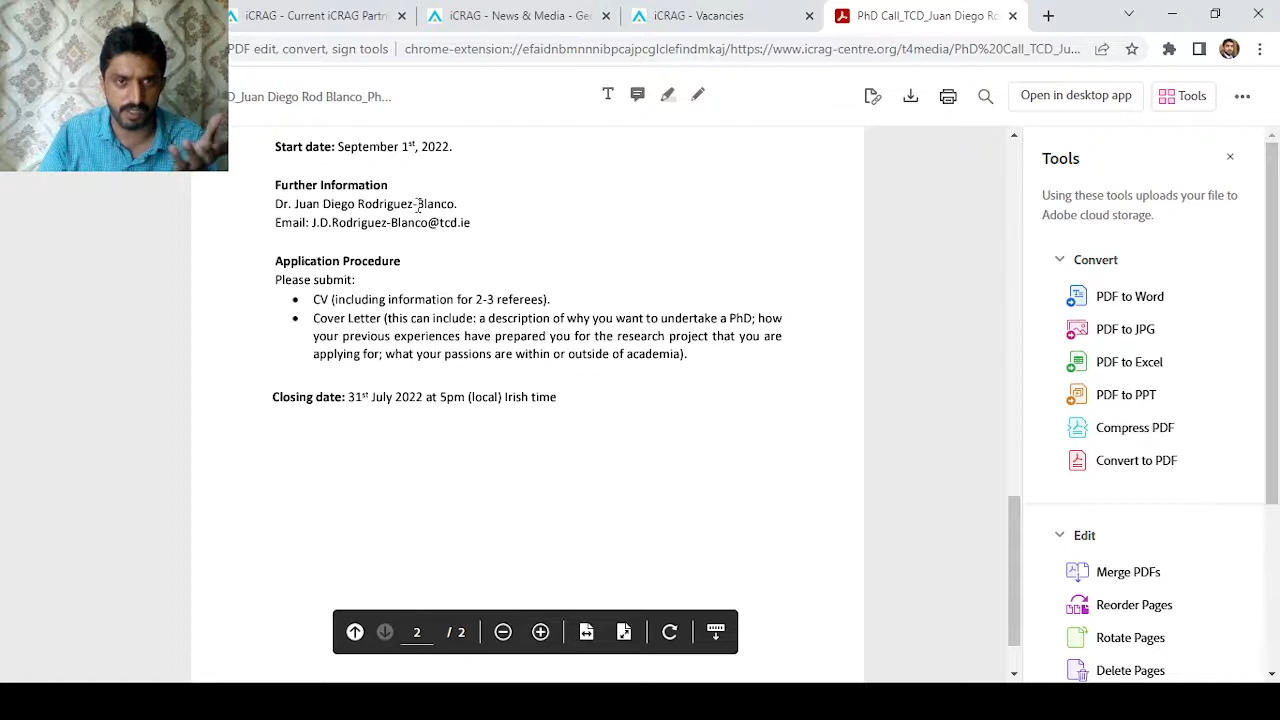 iCRAG - Current iCRAG Partn
iCRAG - News & Media - Ge
iCRAG - Vacancies
PhD Call_TCD_Juan Diego Ro
PDF edit, convert, sign tools
chrome-extension://efaidnbmnnnibpcajpcglclefindmkaj/https://www.icrag-centre.org/t4media/PhD%20Call_TCD_Ju...
D_Juan Diego Rod Blanco_Ph...
Open in desktop app
Tools
Start date: September 1st, 2022.
Further Information
Dr. Juan Diego Rodriguez-Blanco.
Email: J.D.Rodriguez-Blanco@tcd.ie
Application Procedure
Please submit:
• CV (including information for 2-3 referees).
• Cover Letter (this can include: a description of why you want to undertake a PhD; how
your previous experiences have prepared you for the research project that you are
applying for; what your passions are within or outside of academia).
Closing date: 31st July 2022 at 5pm (local) Irish time
2 / 2
Tools
Using these tools uploads your file to
Adobe cloud storage.
Convert
PDF to Word
PDF to JPG
PDF to Excel
PDF to PPT
Compress PDF
Convert to PDF
Edit
Merge PDFs
Reorder Pages
Rotate Pages
Delete Pages